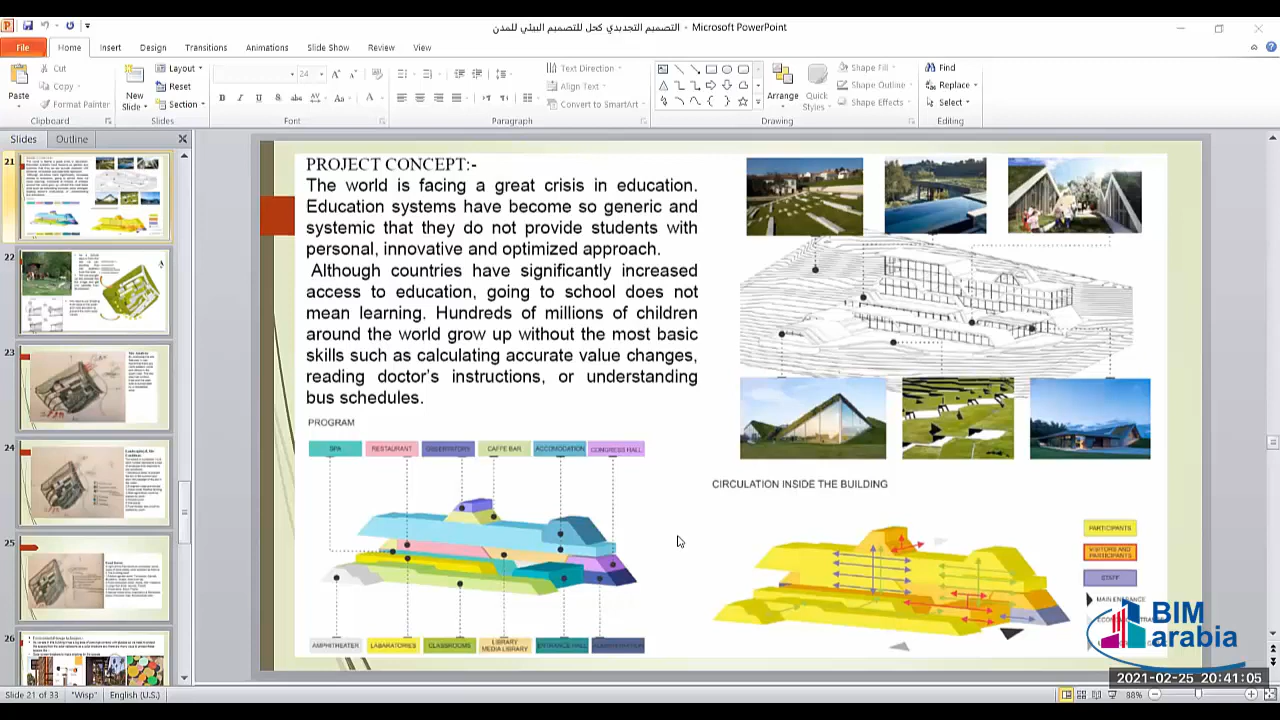 التصميم التجديدي كحل للتصميم البيئي للمدن - Microsoft PowerPoint
File Home Insert Design Transitions Animations Slide Show Review View
Paste
Cut
Copy
Format Painter
Clipboard
New Slide
Layout
Reset
Section
Slides
24
Font
Text Direction
Align Text
Convert to SmartArt
Paragraph
Arrange
Quick Styles
Shape Fill
Shape Outline
Shape Effects
Drawing
Find
Replace
Select
Editing
Slides Outline
21
22
23
24
25
26
PROJECT CONCEPT:-
The world is facing a great crisis in education.
Education systems have become so generic and
systemic that they do not provide students with
personal, innovative and optimized approach.
Although countries have significantly increased
access to education, going to school does not
mean learning. Hundreds of millions of children
around the world grow up without the most basic
skills such as calculating accurate value changes,
reading doctor's instructions, understanding
bus schedules.
PROGRAM
SPA RESTAURANT OBSERVATORY CAFFE BAR ACCOMODATION CONGRESS HALL
AMPHITHEATER LABARATORIES CLASSROOMS LIBRARY MEDIA LIBRARY ENTRANCE HALL
CIRCULATION INSIDE THE BUILDING
PARTICIPANTS
VISITORS AND PARTICIPANTS
STAFF
MAIN ENTRANCE
BIM
arabia
2021-02-25 20:41:05
Slide 21 of 33 "Wisp" English (U.S.) 88%